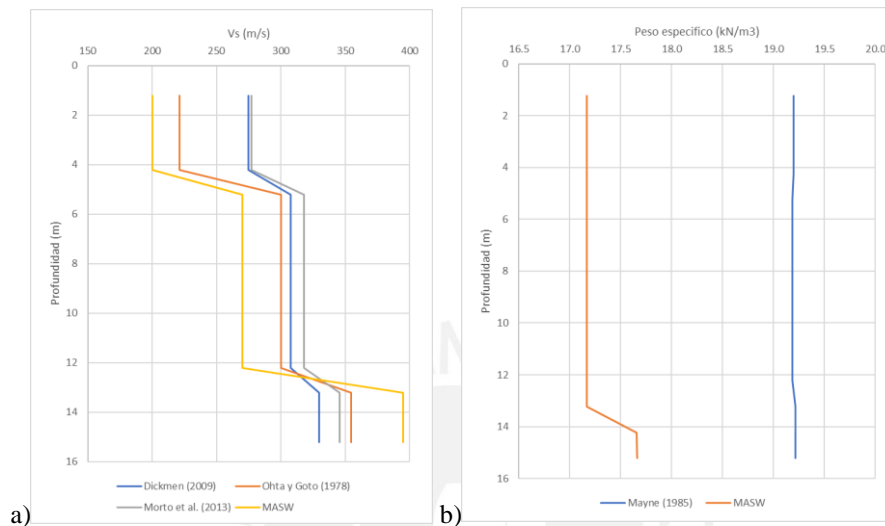 Vs (m/s)
150 200 250 300 350 400
0
2
4
6
8
10
12
14
16
Profundidad (m)
Dickmen (2009) Ohta y Goto (1978)
Morto et al. (2013) MASW
a)
Peso especifico (kN/m3)
16.5 17.0 17.5 18.0 18.5 19.0 19.5 20.0
0
2
4
6
8
10
12
14
16
Profundidad (m)
Mayne (1985) MASW
b)